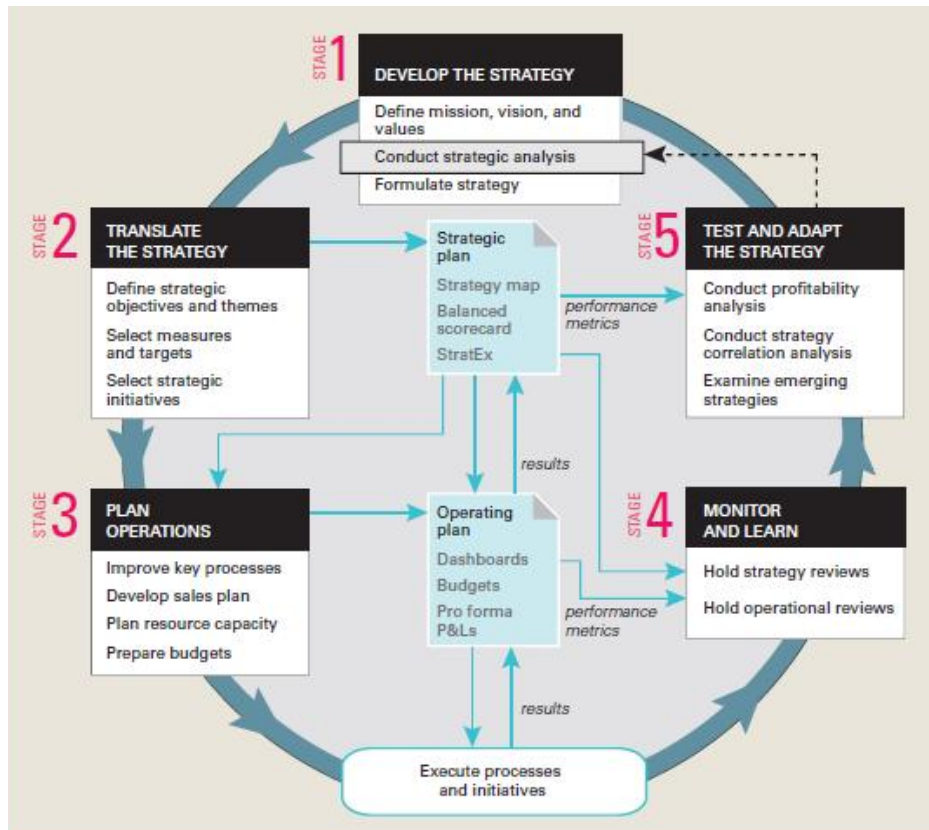 STAGE 1
DEVELOP THE STRATEGY
Define mission, vision, and
values
Conduct strategic analysis
Formulate strategy
STAGE 2
TRANSLATE
THE STRATEGY
Define strategic
objectives and themes
Select measures
and targets
Select strategic
initiatives
Strategic
plan
Strategy map
Balanced
scorecard
StratEx
performance
metrics
STAGE 5
TEST AND ADAPT
THE STRATEGY
Conduct profitability
analysis
Conduct strategy
correlation analysis
Examine emerging
strategies
results
STAGE 3
PLAN
OPERATIONS
Improve key processes
Develop sales plan
Plan resource capacity
Prepare budgets
Operating
plan
Dashboards
Budgets
Pro forma
P&Ls
performance
metrics
STAGE 4
MONITOR
AND LEARN
Hold strategy reviews
Hold operational reviews
results
Execute processes
and initiatives